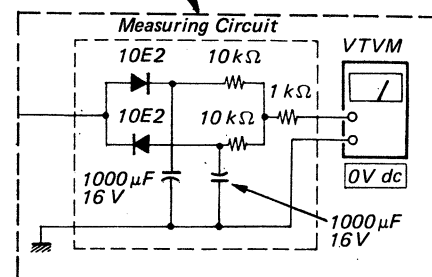 Measuring Circuit
10E2
10kΩ
VTVM
1kΩ
10E2
10kΩ
1000μF
16V
0V dc
1000μF
16V